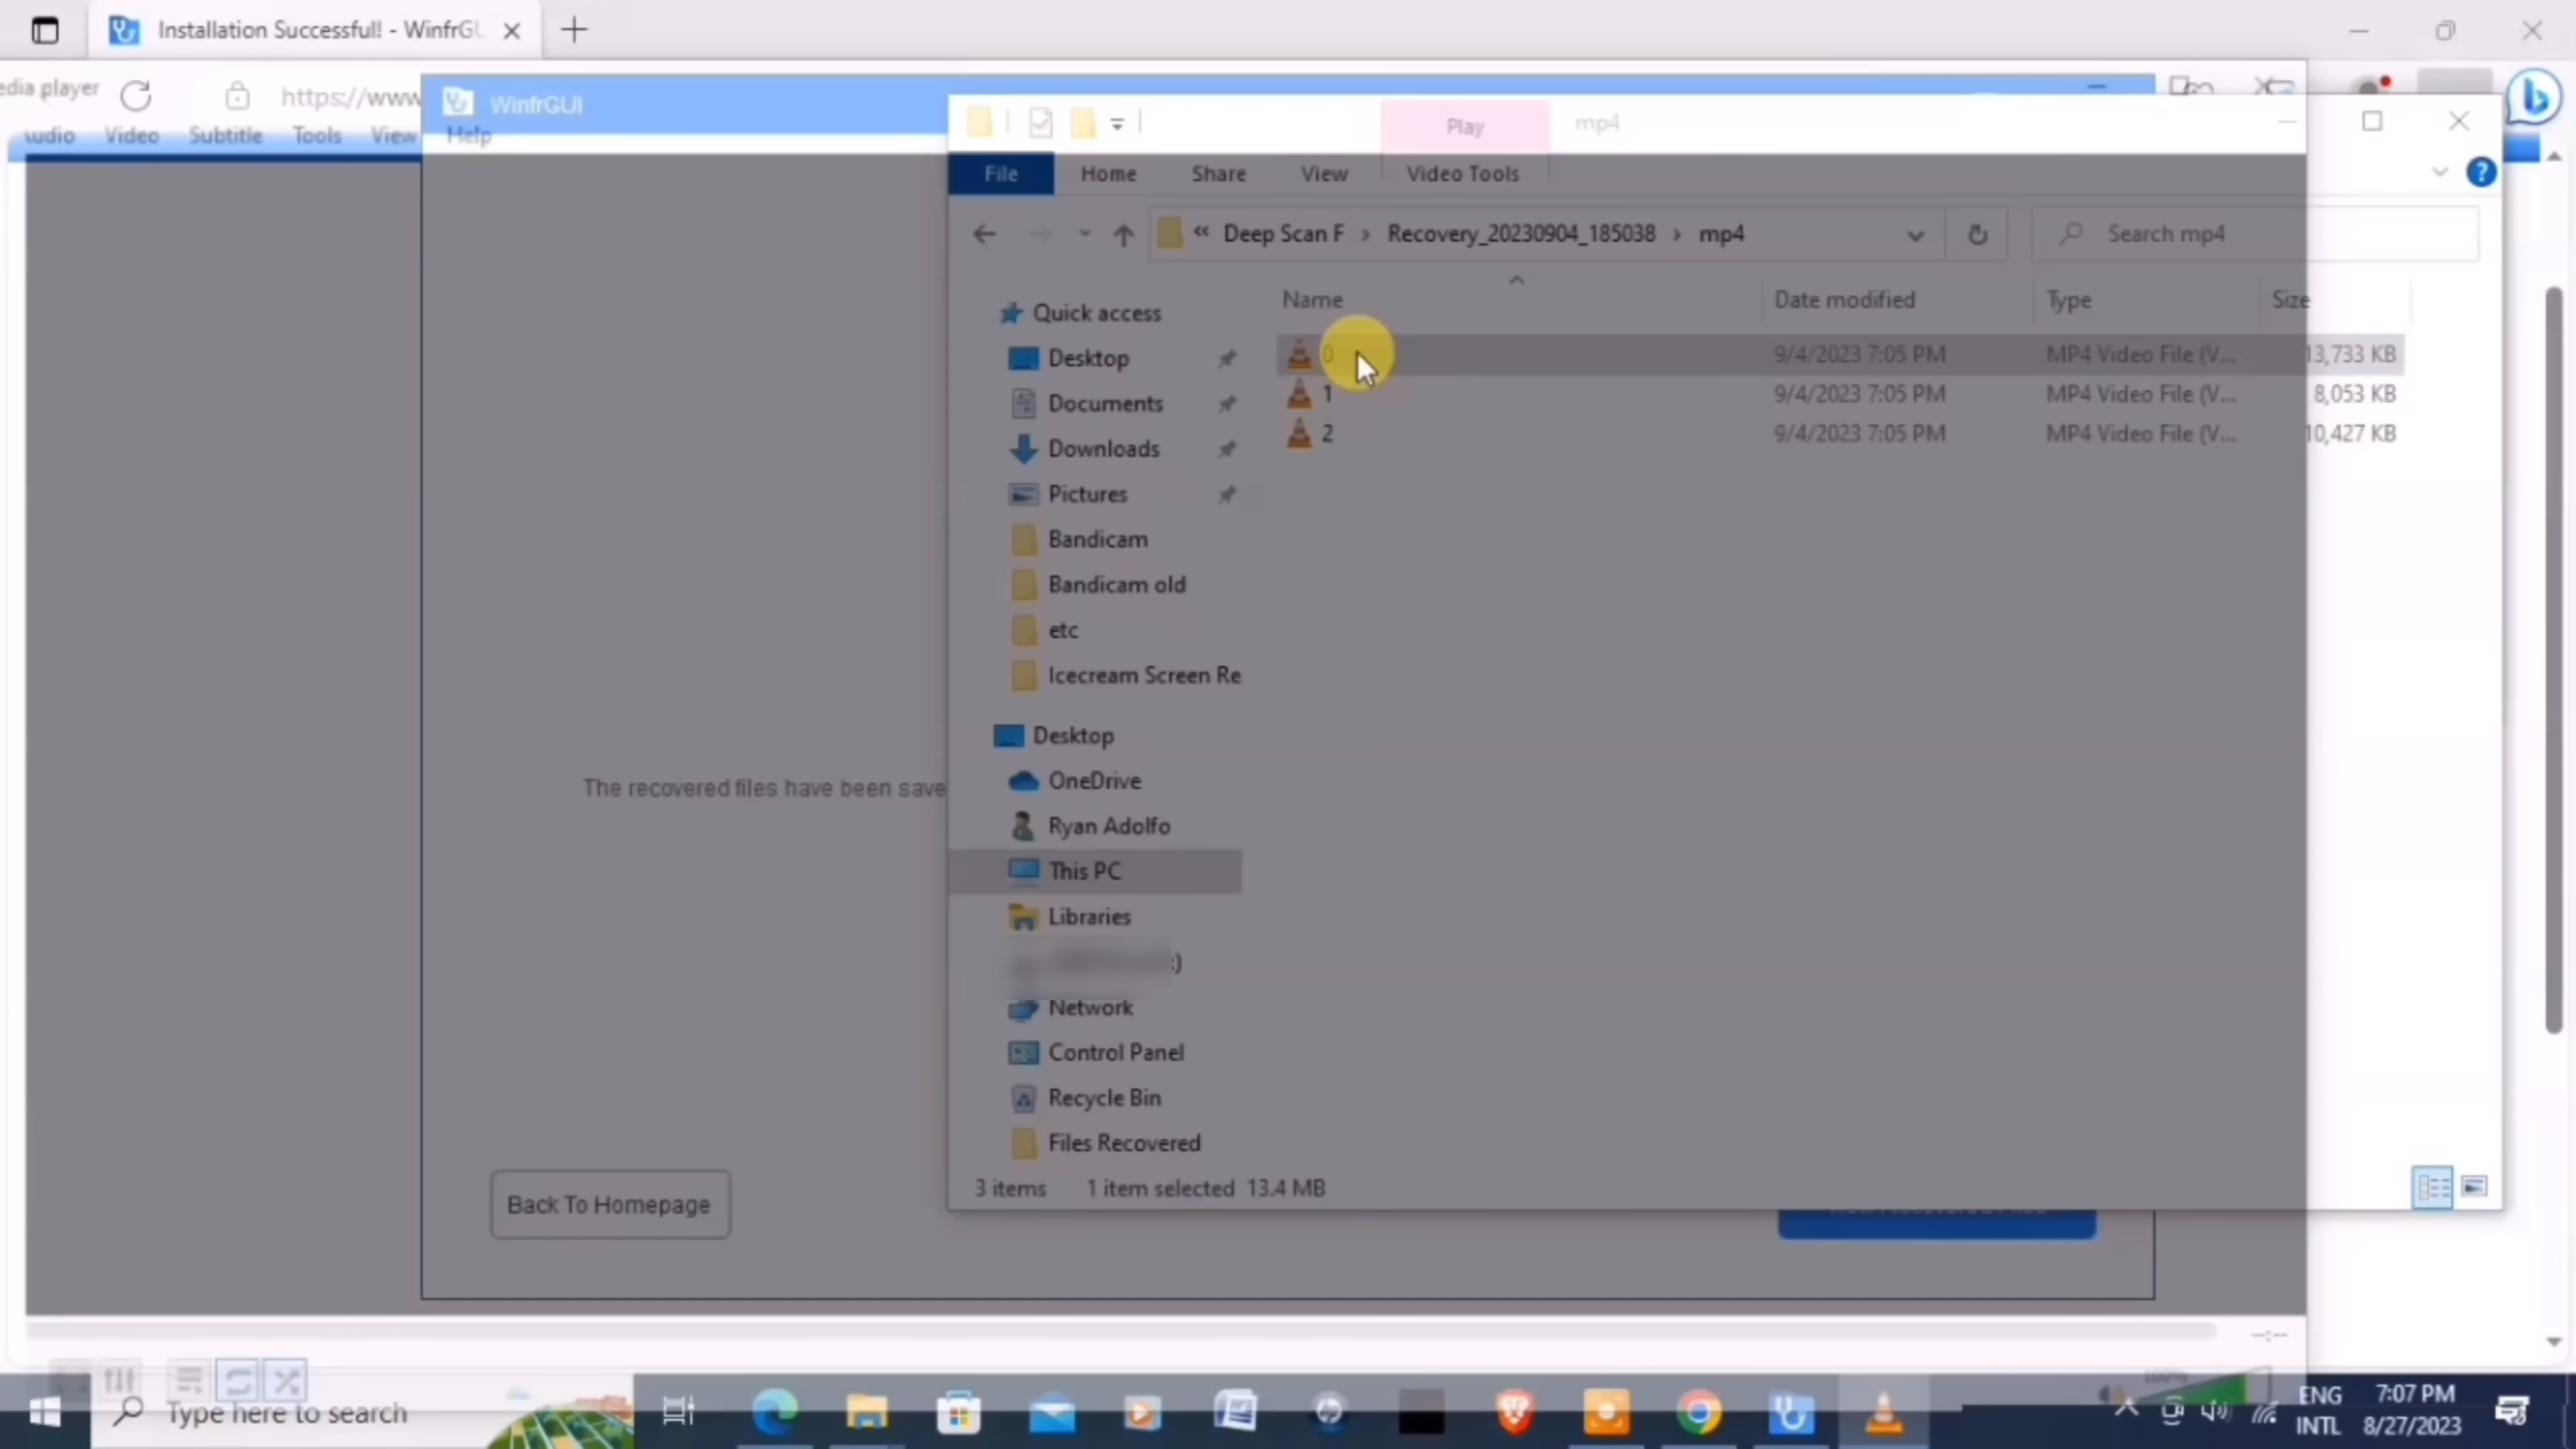 Installation Successful! - WinfrGU
edia player
https://www
WinfrGUI
Play
mp4
udio Video Subtitle Tools View Help
File Home Share View Video Tools
« Deep Scan F › Recovery_20230904_185038 › mp4
Search mp4
Name Date modified Type Size
0 9/4/2023 7:05 PM MP4 Video File (V... 13,733 KB
1 9/4/2023 7:05 PM MP4 Video File (V... 8,053 KB
2 9/4/2023 7:05 PM MP4 Video File (V... 10,427 KB
Quick access
Desktop
Documents
Downloads
Pictures
Bandicam
Bandicam old
etc
Icecream Screen Re
Desktop
OneDrive
Ryan Adolfo
This PC
Libraries
:)
Network
Control Panel
Recycle Bin
Files Recovered
3 items 1 item selected 13.4 MB
The recovered files have been save
Back To Homepage
--:--
100%
Type here to search
ENG
INTL
7:07 PM
8/27/2023